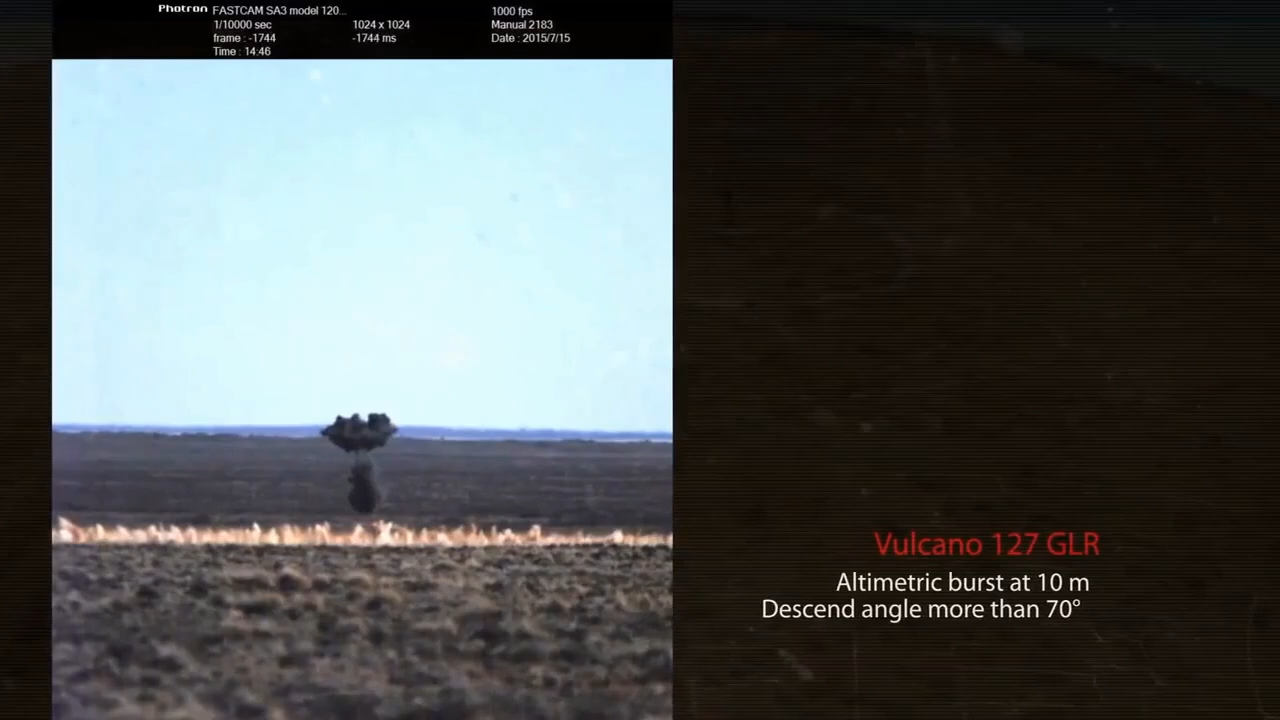 Photron FASTCAM SA3 model 120... 1000 fps
1/10000 sec 1024 x 1024 Manual 2183
frame : -1744 -1744 ms Date : 2015/7/15
Time : 14:46
Vulcano 127 GLR
Altimetric burst at 10 m
Descend angle more than 70°